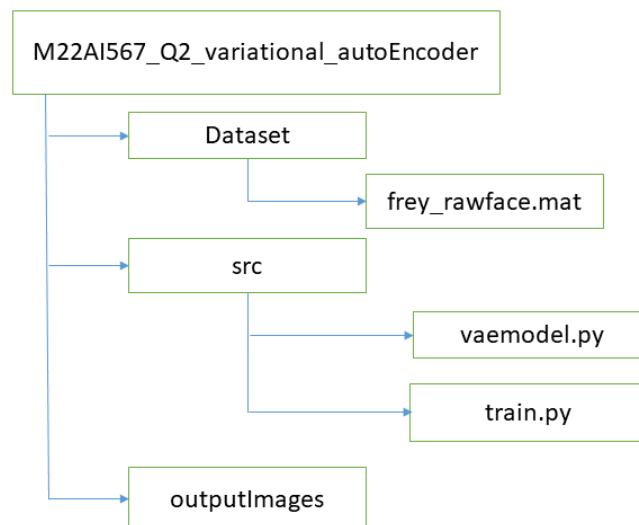 M22AI567_Q2_variational_autoEncoder
Dataset
frey_rawface.mat
src
vaemodel.py
train.py
outputImages